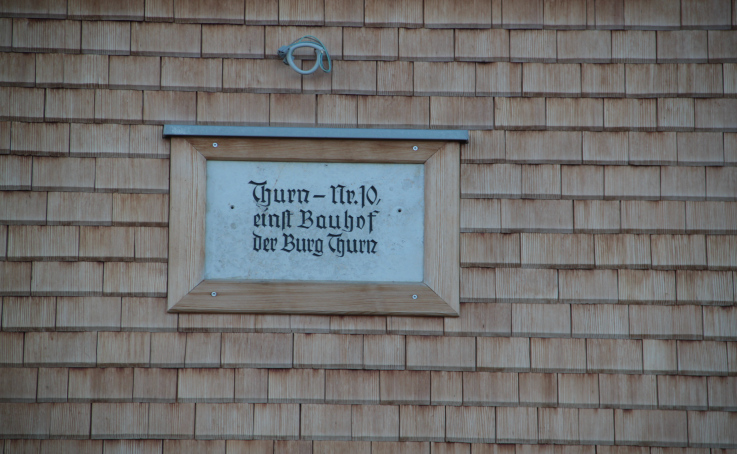 Thurn – Nr. 10,
einst Bauhof
der Burg Thurn